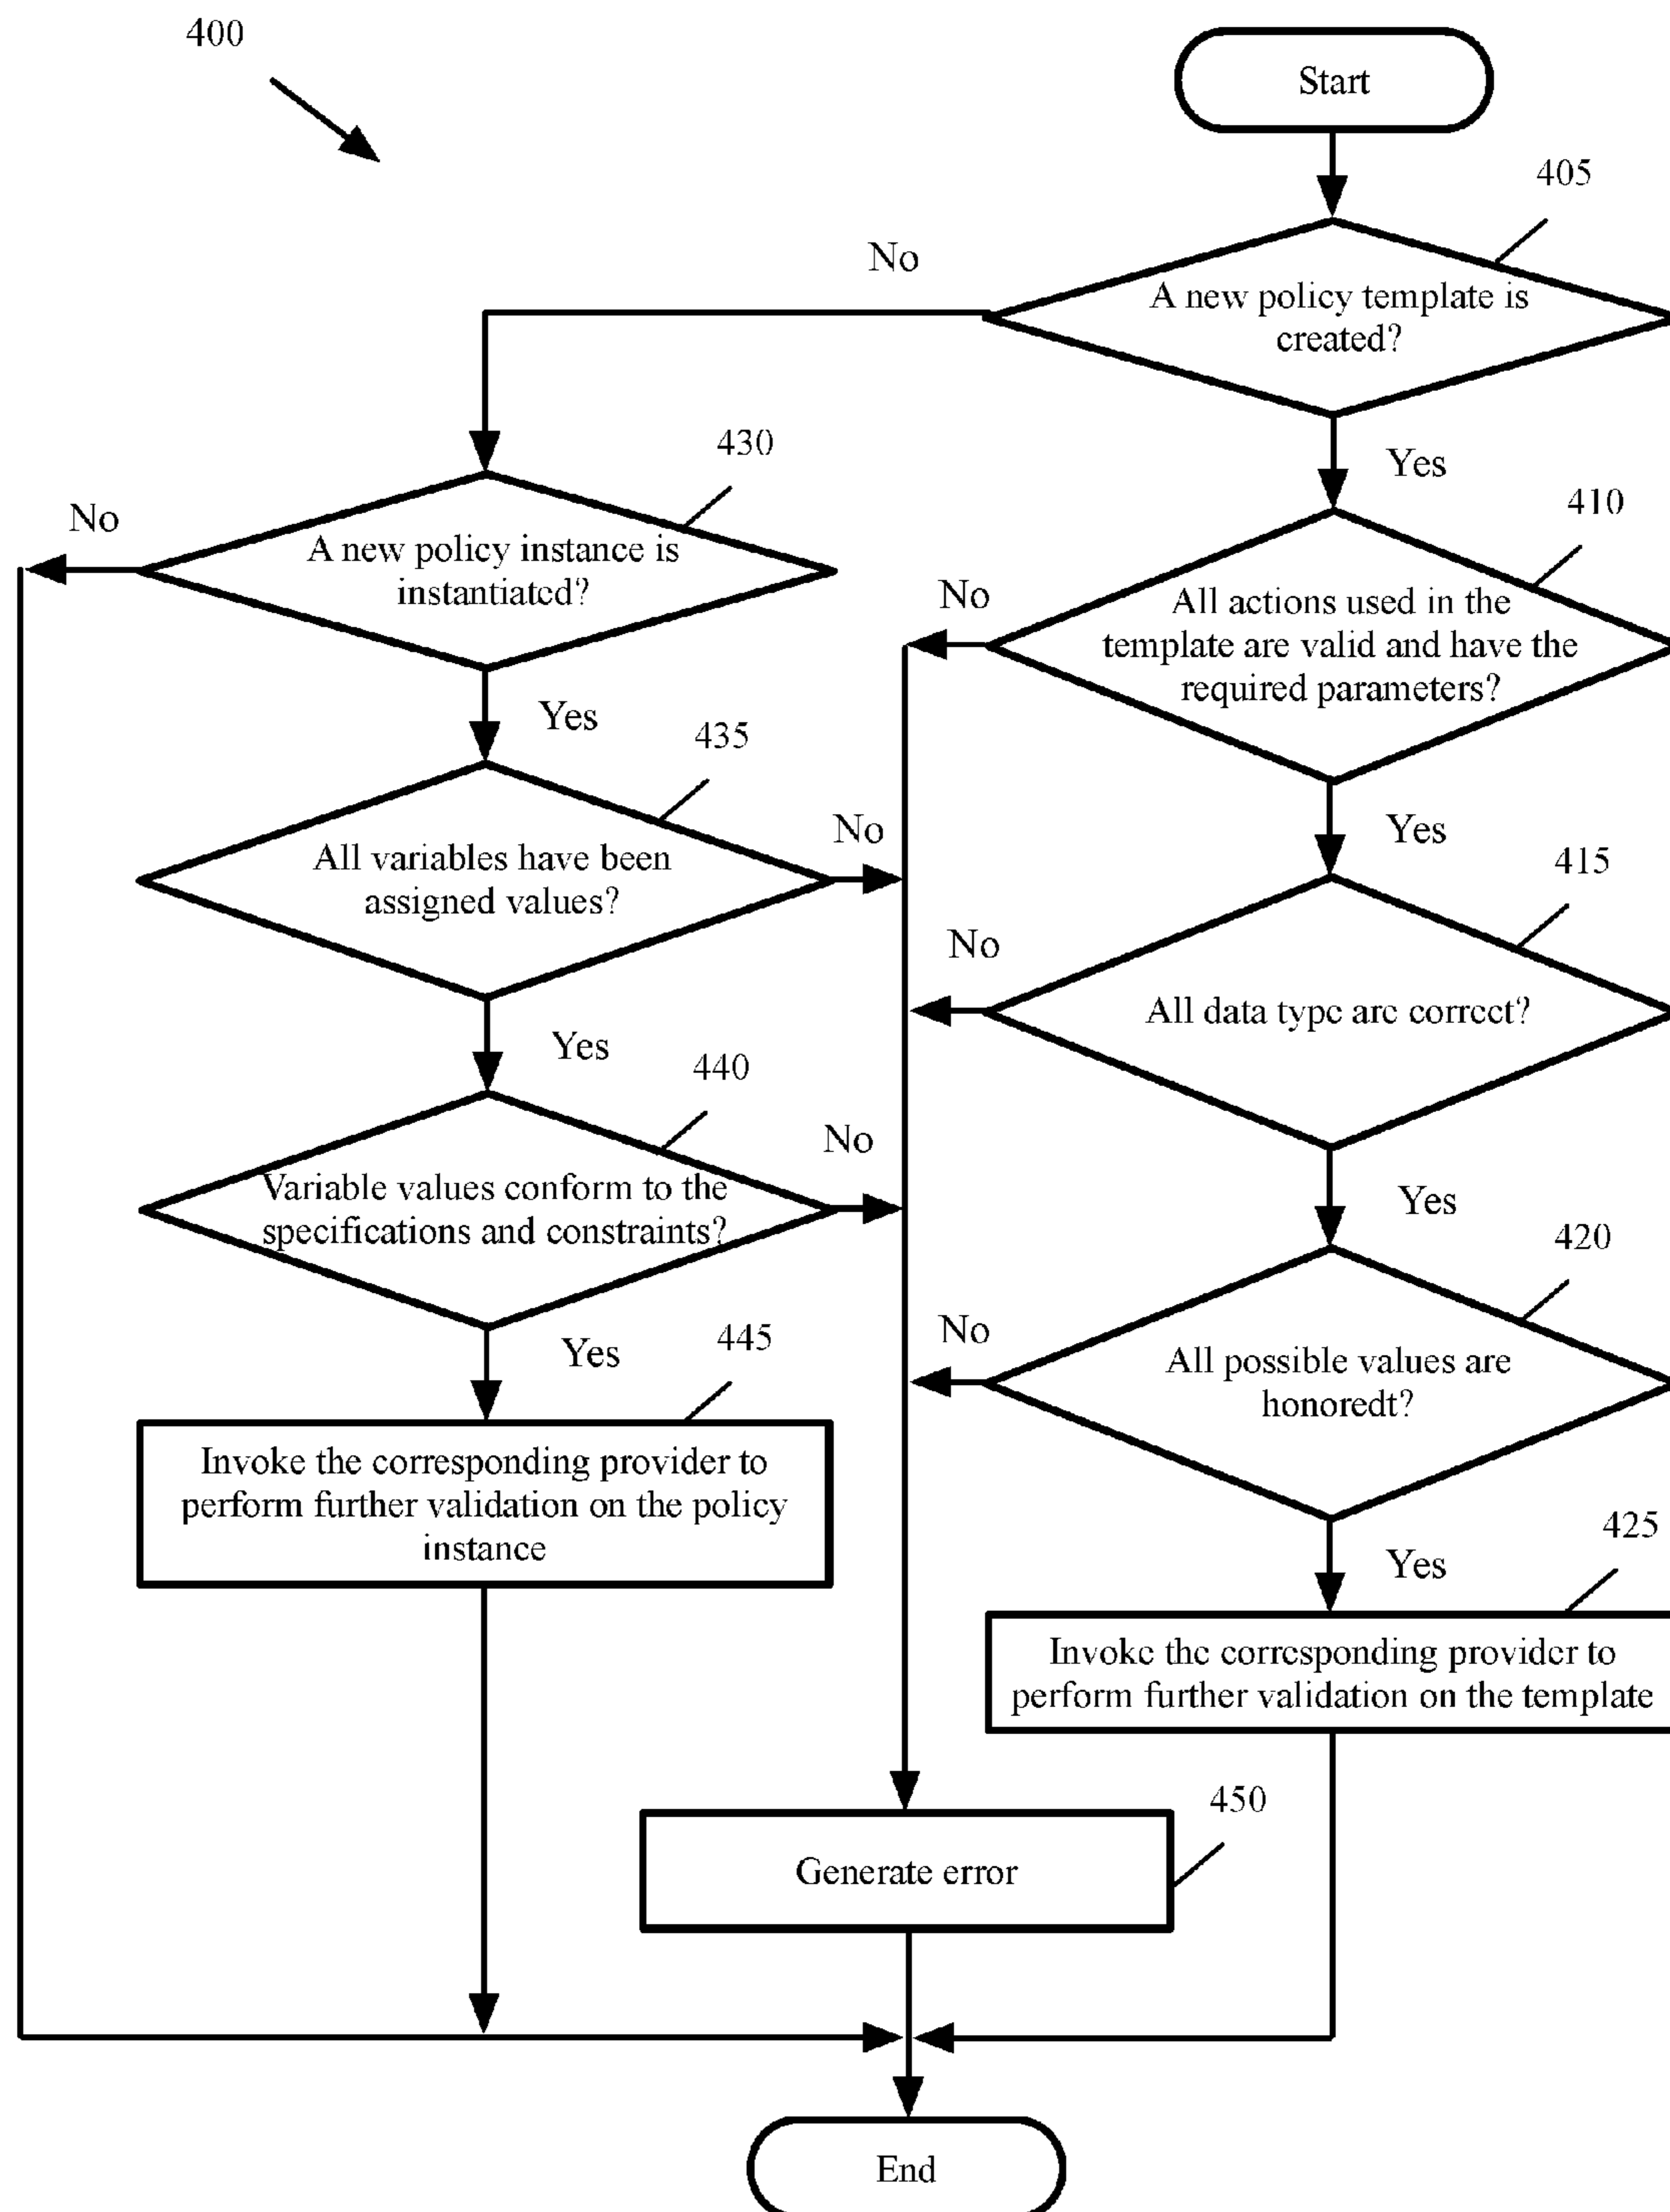 400
Start
405
No
A new policy template is
created?
430
Yes
410
No
A new policy instance is
instantiated?
No
All actions used in the
template are valid and have the
required parameters?
Yes
435
Yes
415
No
All variables have been
assigned values?
No
All data type are correct?
Yes
440
Yes
420
No
Variable values conform to the
specifications and constraints?
No
All possible values are
honoredt?
Yes
445
Yes
425
Invoke the corresponding provider to
perform further validation on the policy
instance
Invoke the corresponding provider to
perform further validation on the template
450
Generate error
End